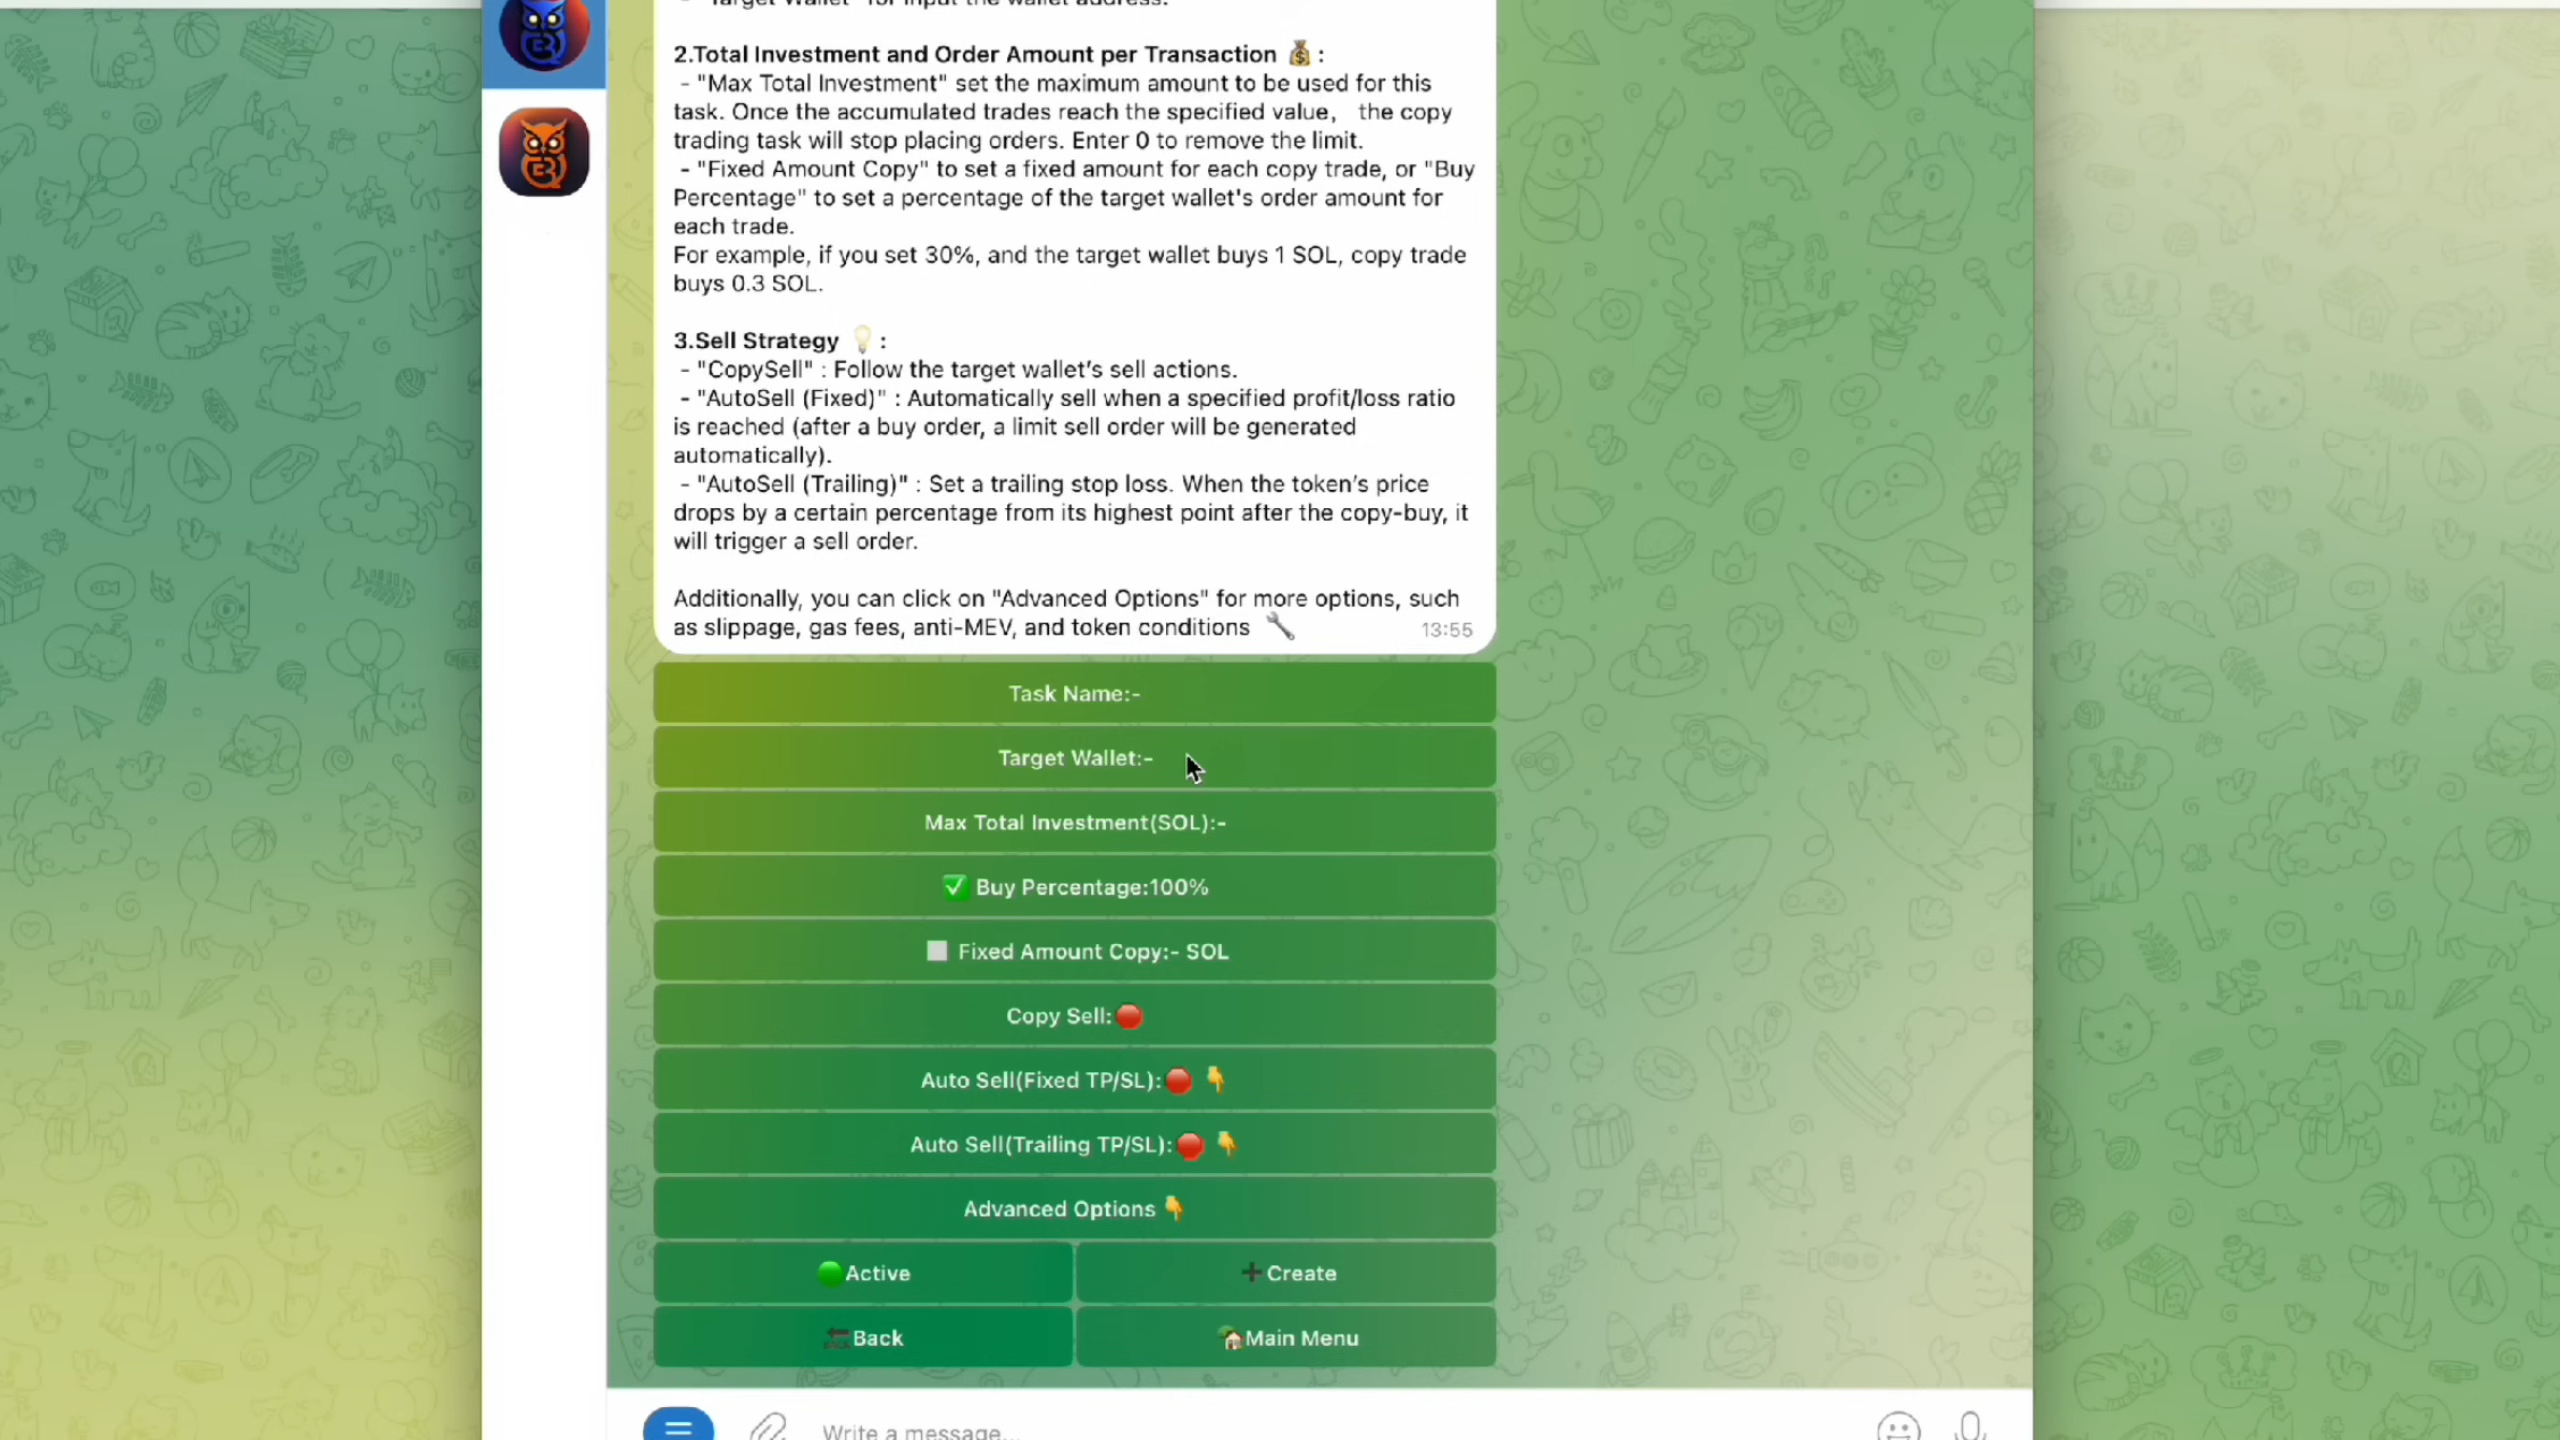 - "Target Wallet" for input the wallet address.
2.Total Investment and Order Amount per Transaction 💰 :
- "Max Total Investment" set the maximum amount to be used for this
task. Once the accumulated trades reach the specified value, the copy
trading task will stop placing orders. Enter 0 to remove the limit.
- "Fixed Amount Copy" to set a fixed amount for each copy trade, or "Buy
Percentage" to set a percentage of the target wallet's order amount for
each trade.
For example, if you set 30%, and the target wallet buys 1 SOL, copy trade
buys 0.3 SOL.
3.Sell Strategy 💡 :
- "CopySell" : Follow the target wallet’s sell actions.
- "AutoSell (Fixed)" : Automatically sell when a specified profit/loss ratio
is reached (after a buy order, a limit sell order will be generated
automatically).
- "AutoSell (Trailing)" : Set a trailing stop loss. When the token’s price
drops by a certain percentage from its highest point after the copy-buy, it
will trigger a sell order.
Additionally, you can click on "Advanced Options" for more options, such
as slippage, gas fees, anti-MEV, and token conditions 🔧 13:55
Task Name:-
Target Wallet:-
Max Total Investment(SOL):-
✅ Buy Percentage:100%
⬜ Fixed Amount Copy:- SOL
Copy Sell:🔴
Auto Sell(Fixed TP/SL):🔴 👇
Auto Sell(Trailing TP/SL):🔴 👇
Advanced Options 👇
🟢Active
➕Create
🔙Back
🏠Main Menu
Write a message...